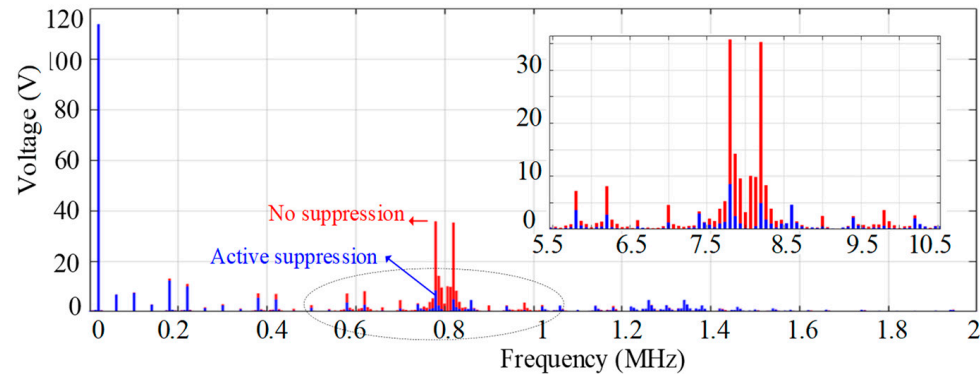 120
100
80
60
40
20
0
Voltage (V)
30
20
10
0
5.5 6.5 7.5 8.5 9.5 10.5
No suppression
Active suppression
0 0.2 0.4 0.6 0.8 1 1.2 1.4 1.6 1.8 2
Frequency (MHz)